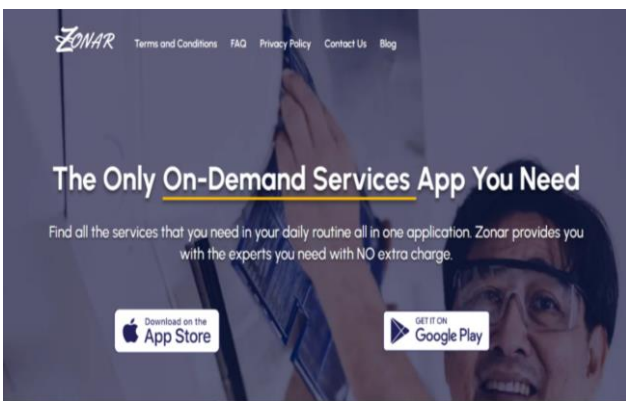 ZONAR
Terms and Conditions FAQ Privacy Policy Contact Us Blog
The Only On-Demand Services App You Need
Find all the services that you need in your daily routine all in one application. Zonar provides you
with the experts you need with NO extra charge.
Download on the
App Store
GET IT ON
Google Play